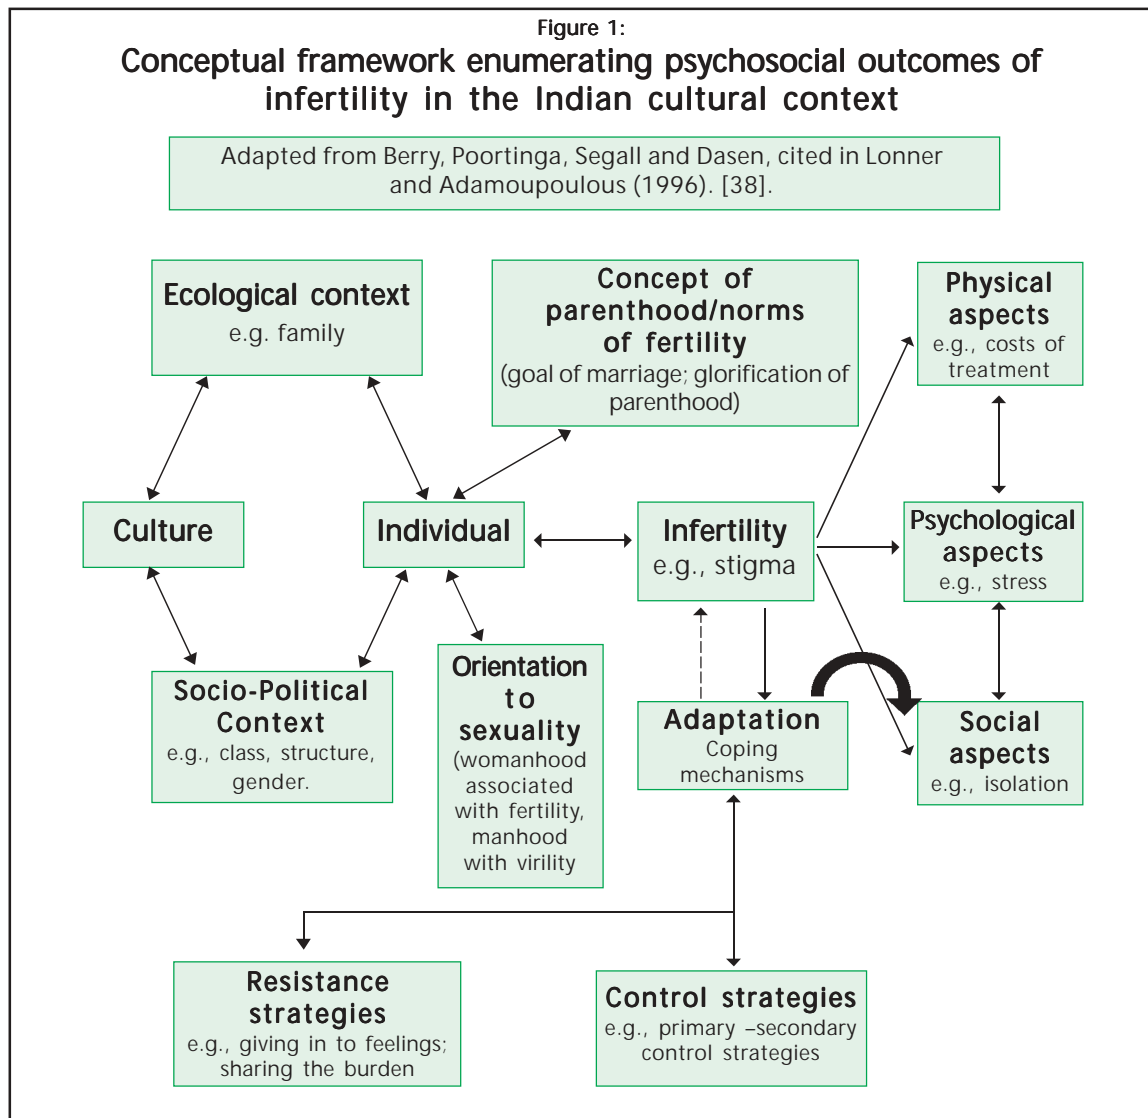 Figure 1:
Conceptual framework enumerating psychosocial outcomes of
infertility in the Indian cultural context
Adapted from Berry, Poortinga, Segall and Dasen, cited in Lonner
and Adamoupoulous (1996). [38].
Ecological context
e.g. family
Concept of
parenthood/norms
of fertility
(goal of marriage; glorification of
parenthood)
Physical
aspects
e.g., costs of
treatment
Culture
Individual
Infertility
e.g., stigma
Psychological
aspects
e.g., stress
Socio-Political
Context
e.g., class, structure,
gender.
Orientation
to
sexuality
(womanhood
associated
with fertility,
manhood
with virility
Adaptation
Coping
mechanisms
Social
aspects
e.g., isolation
Resistance
strategies
e.g., giving in to feelings;
sharing the burden
Control strategies
e.g., primary –secondary
control strategies